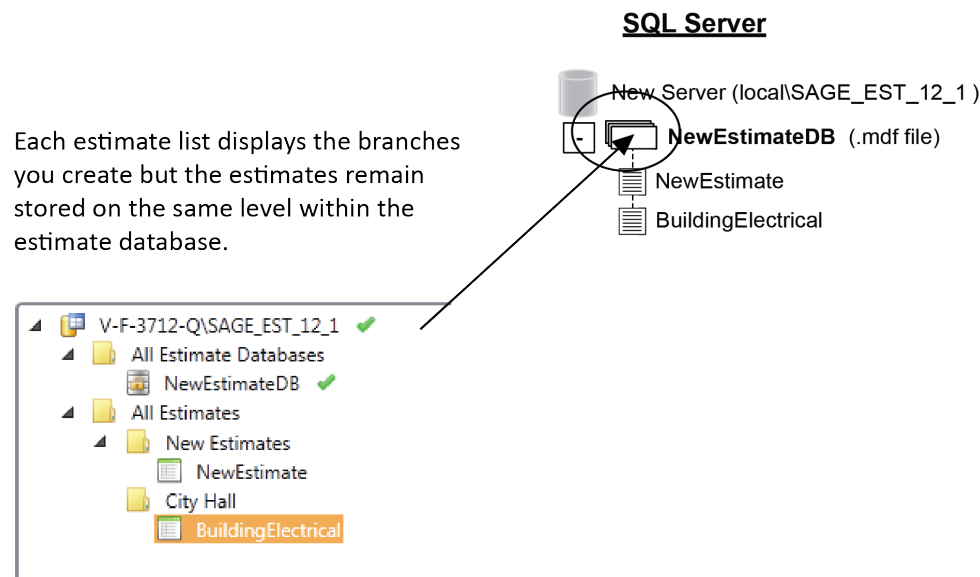 SQL Server
New Server (local\SAGE_EST_12_1 )
- NewEstimateDB (.mdf file)
NewEstimate
BuildingElectrical
Each estimate list displays the branches
you create but the estimates remain
stored on the same level within the
estimate database.
V-F-3712-Q\SAGE_EST_12_1
All Estimate Databases
NewEstimateDB
All Estimates
New Estimates
NewEstimate
City Hall
BuildingElectrical